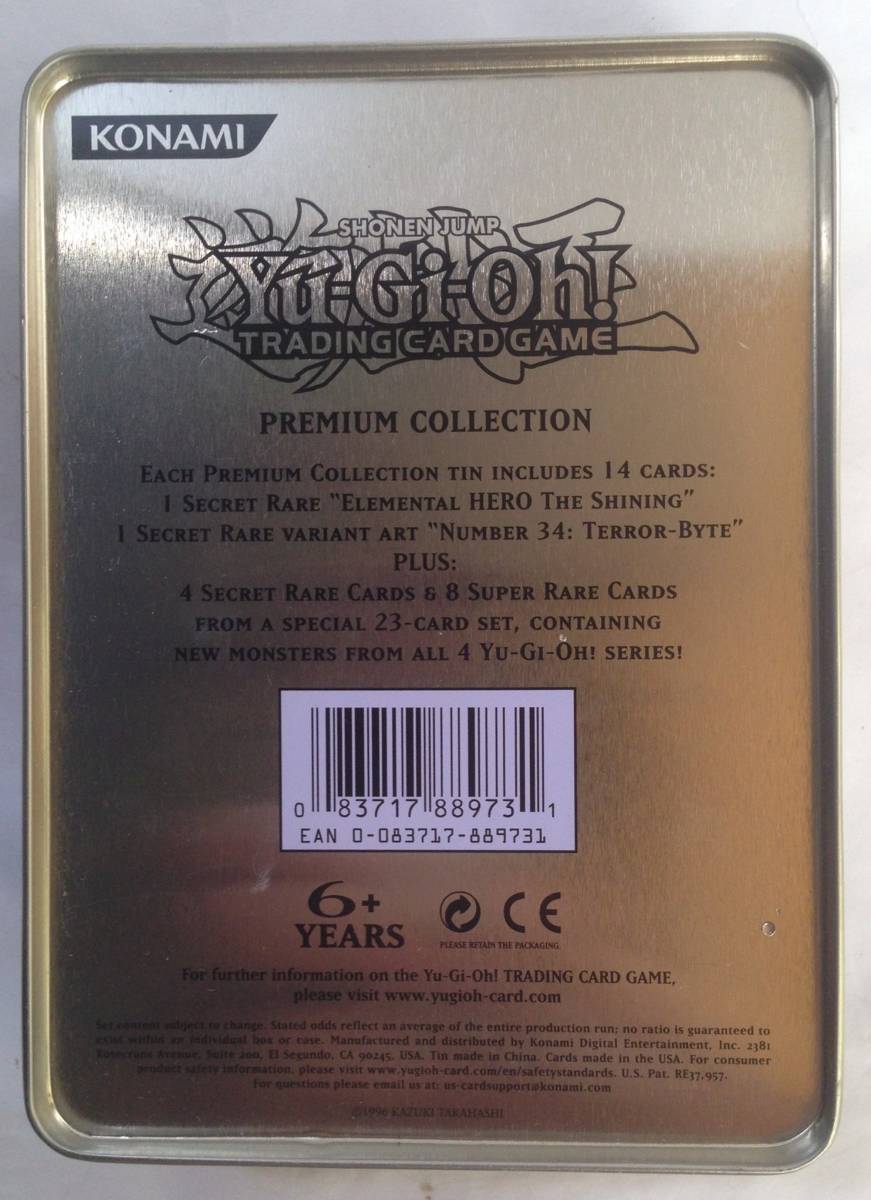 KONAMI
SHONEN JUMP
Yu-Gi-Oh!
TRADING CARD GAME
PREMIUM COLLECTION
EACH PREMIUM COLLECTION TIN INCLUDES 14 CARDS:
1 SECRET RARE "ELEMENTAL HERO THE SHINING"
1 SECRET RARE VARIANT ART "NUMBER 34: TERROR-BYTE"
PLUS:
4 SECRET RARE CARDS & 8 SUPER RARE CARDS
FROM A SPECIAL 23-CARD SET, CONTAINING
NEW MONSTERS FROM ALL 4 YU-GI-OH! SERIES!
0 83717 88973 1
EAN 0-083717-889731
6+
YEARS
CE
PLEASE RETAIN THE PACKAGING.
For further information on the Yu-Gi-Oh! TRADING CARD GAME,
please visit www.yugioh-card.com
Set content subject to change. Stated odds reflect an average of the entire production run; no ratio is guaranteed to
exist within an individual box or case. Manufactured and distributed by Konami Digital Entertainment, Inc. 2381
Rosecrans Avenue, Suite 200, El Segundo, CA 90245. USA. Tin made in China. Cards made in the USA. For consumer
product safety information, please visit www.yugioh-card.com/en/safetystandards. U.S. Pat. RE37,957.
For questions please email us at: us-cardsupport@konami.com
©1996 KAZUKI TAKAHASHI